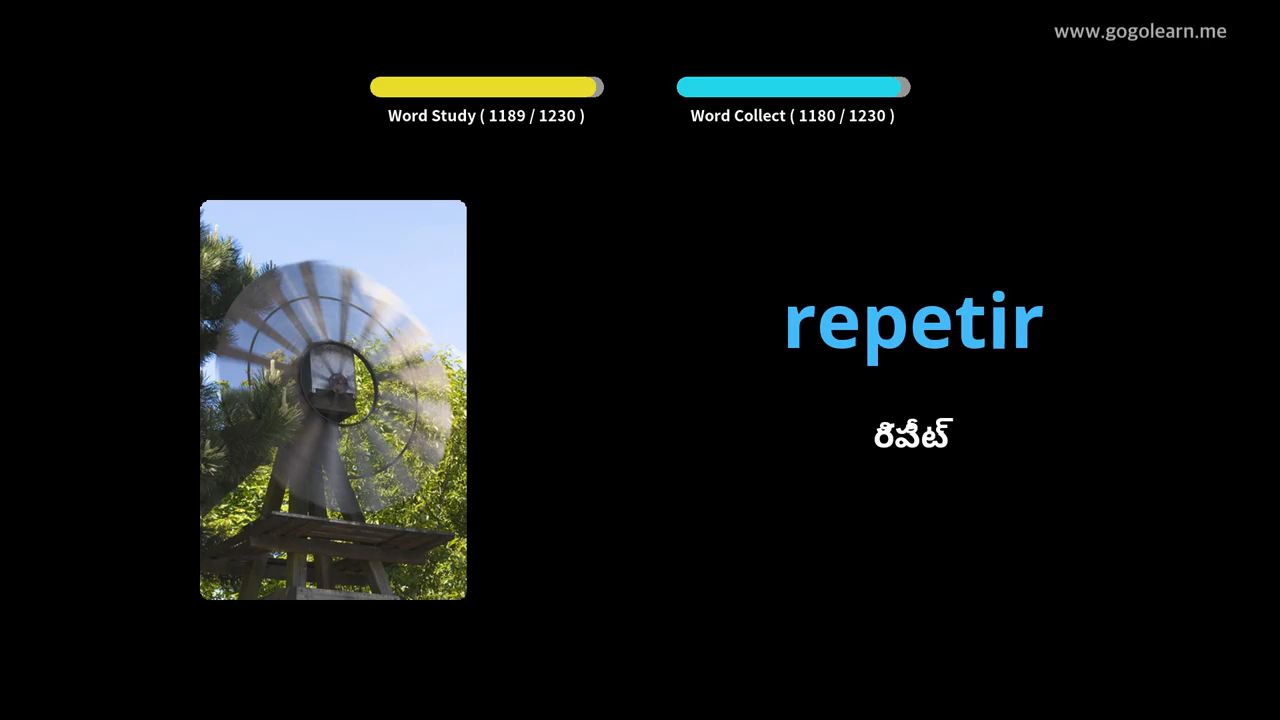 www.gogolearn.me
Word Study ( 1189 / 1230 )
Word Collect ( 1180 / 1230 )
repetir
రిపీట్